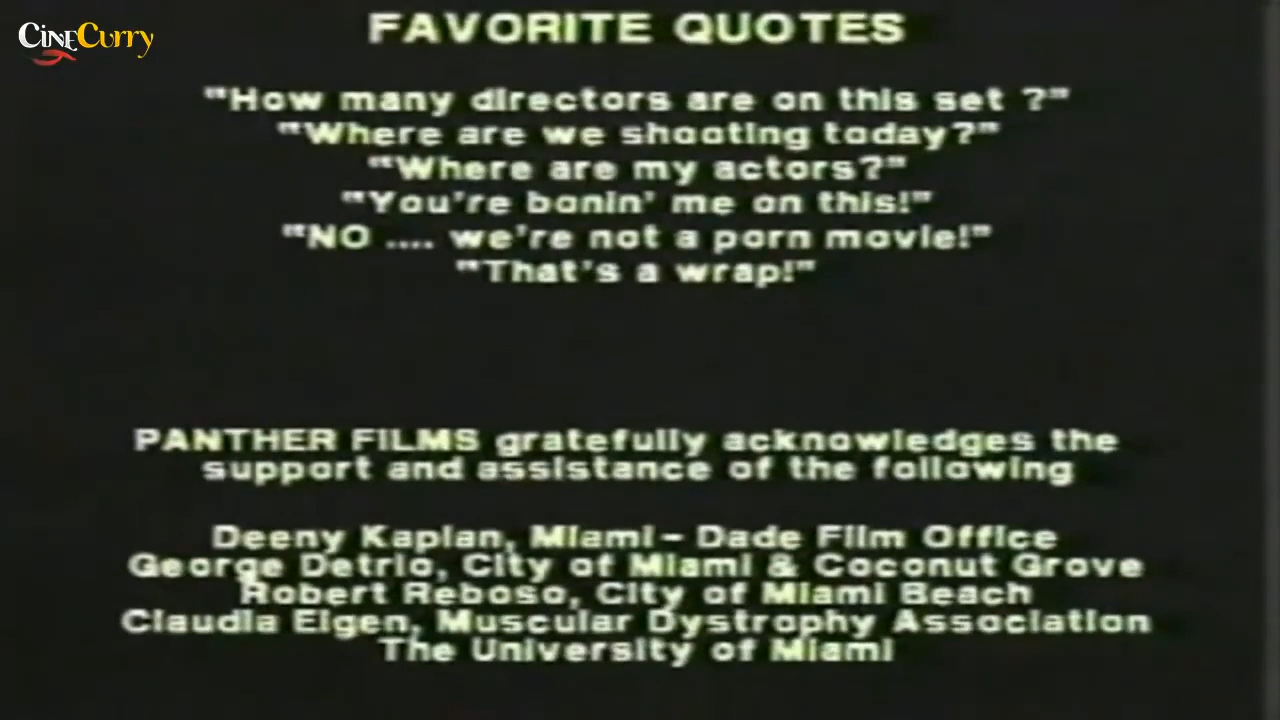 CINECURRY
FAVORITE QUOTES
"How many directors are on this set ?"
"Where are we shooting today?"
"Where are my actors?"
"You're bonin' me on this!"
"NO .... we're not a porn movie!"
"That's a wrap!"
PANTHER FILMS gratefully acknowledges the
support and assistance of the following
Deeny Kaplan, Miami - Dade Film Office
George Detrio, City of Miami & Coconut Grove
Robert Reboso, City of Miami Beach
Claudia Eigen, Muscular Dystrophy Association
The University of Miami